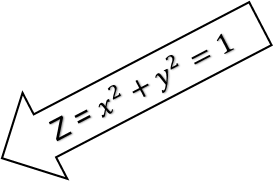 Z = x² + y² = 1